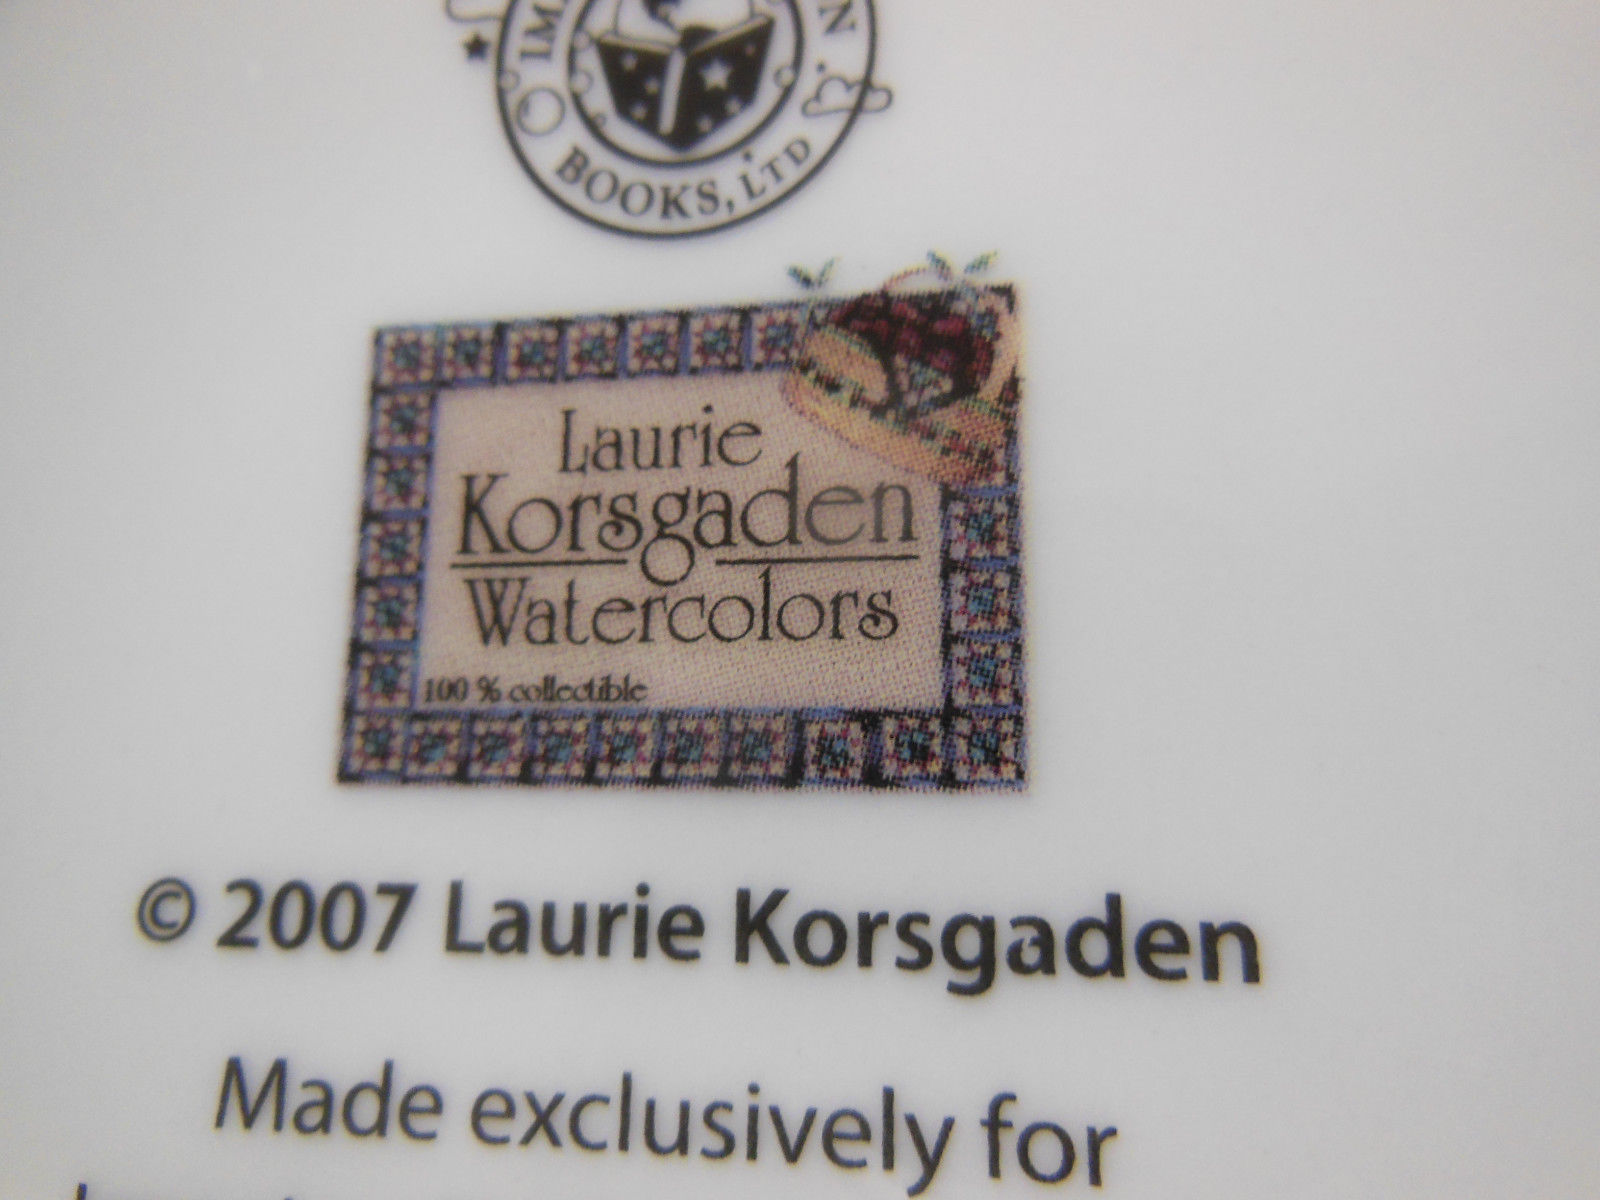 BOOKS, LTD
Laurie
Korsgaden
Watercolors
100 % collectible
© 2007 Laurie Korsgaden
Made exclusively for